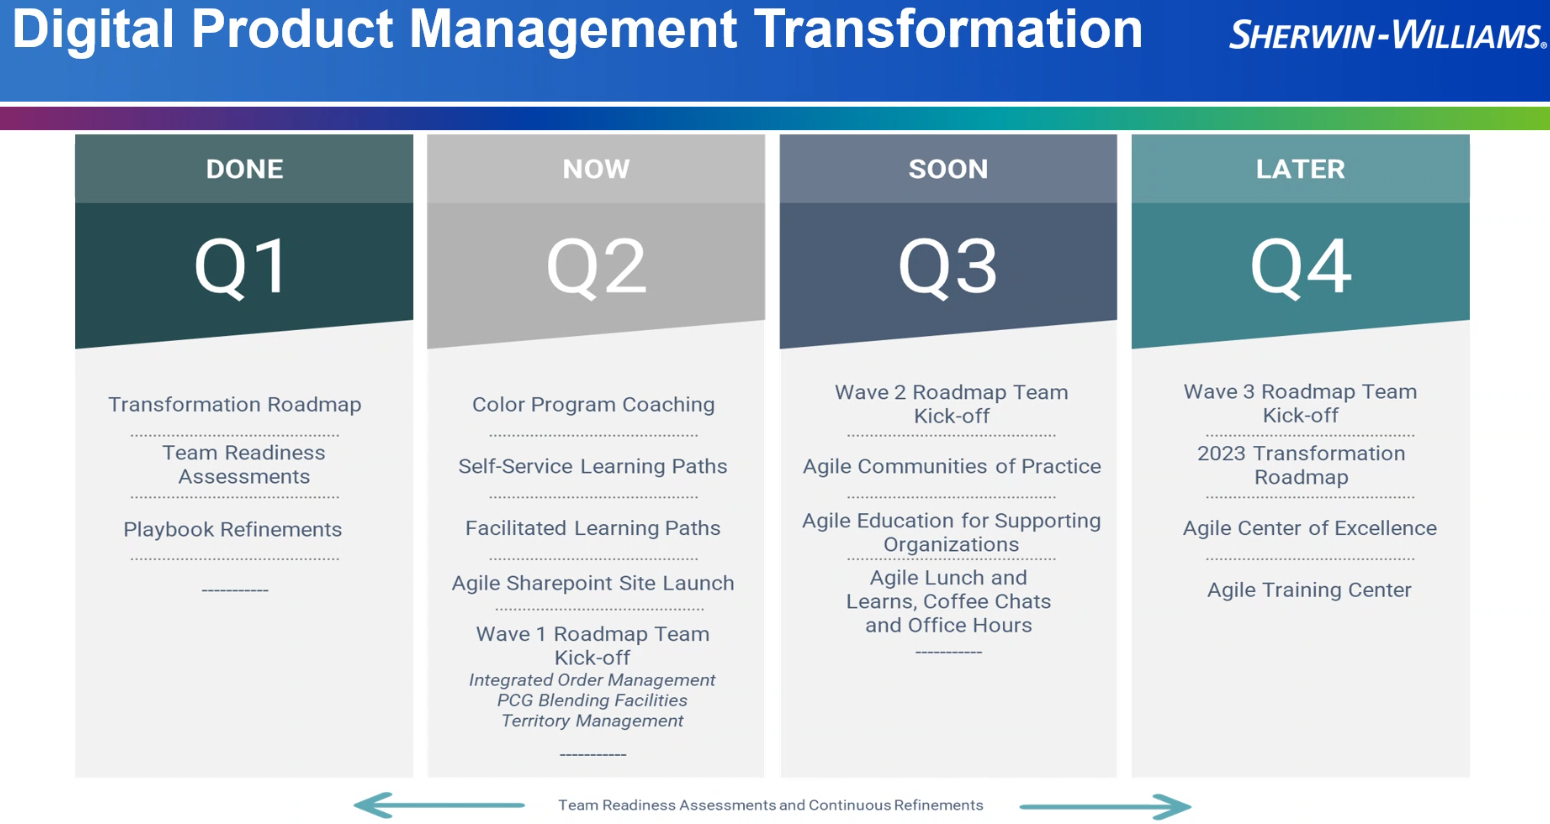 Digital Product Management Transformation
SHERWIN-WILLIAMS®
DONE
Q1
Transformation Roadmap
Team Readiness
Assessments
Playbook Refinements
-----------
NOW
Q2
Color Program Coaching
Self-Service Learning Paths
Facilitated Learning Paths
Agile Sharepoint Site Launch
Wave 1 Roadmap Team
Kick-off
Integrated Order Management
PCG Blending Facilities
Territory Management
-----------
SOON
Q3
Wave 2 Roadmap Team
Kick-off
Agile Communities of Practice
Agile Education for Supporting
Organizations
Agile Lunch and
Learns, Coffee Chats
and Office Hours
-----------
LATER
Q4
Wave 3 Roadmap Team
Kick-off
2023 Transformation
Roadmap
Agile Center of Excellence
Agile Training Center
Team Readiness Assessments and Continuous Refinements